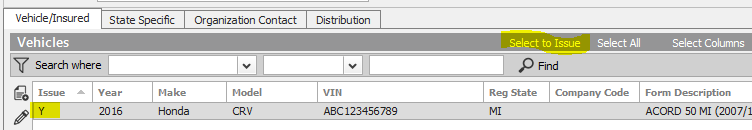 Vehicle/Insured State Specific Organization Contact Distribution
Vehicles Select to Issue Select All Select Columns
Search where Find
Issue Year Make Model VIN Reg State Company Code Form Description
Y 2016 Honda CRV ABC123456789 MI ACORD 50 MI (2007/1